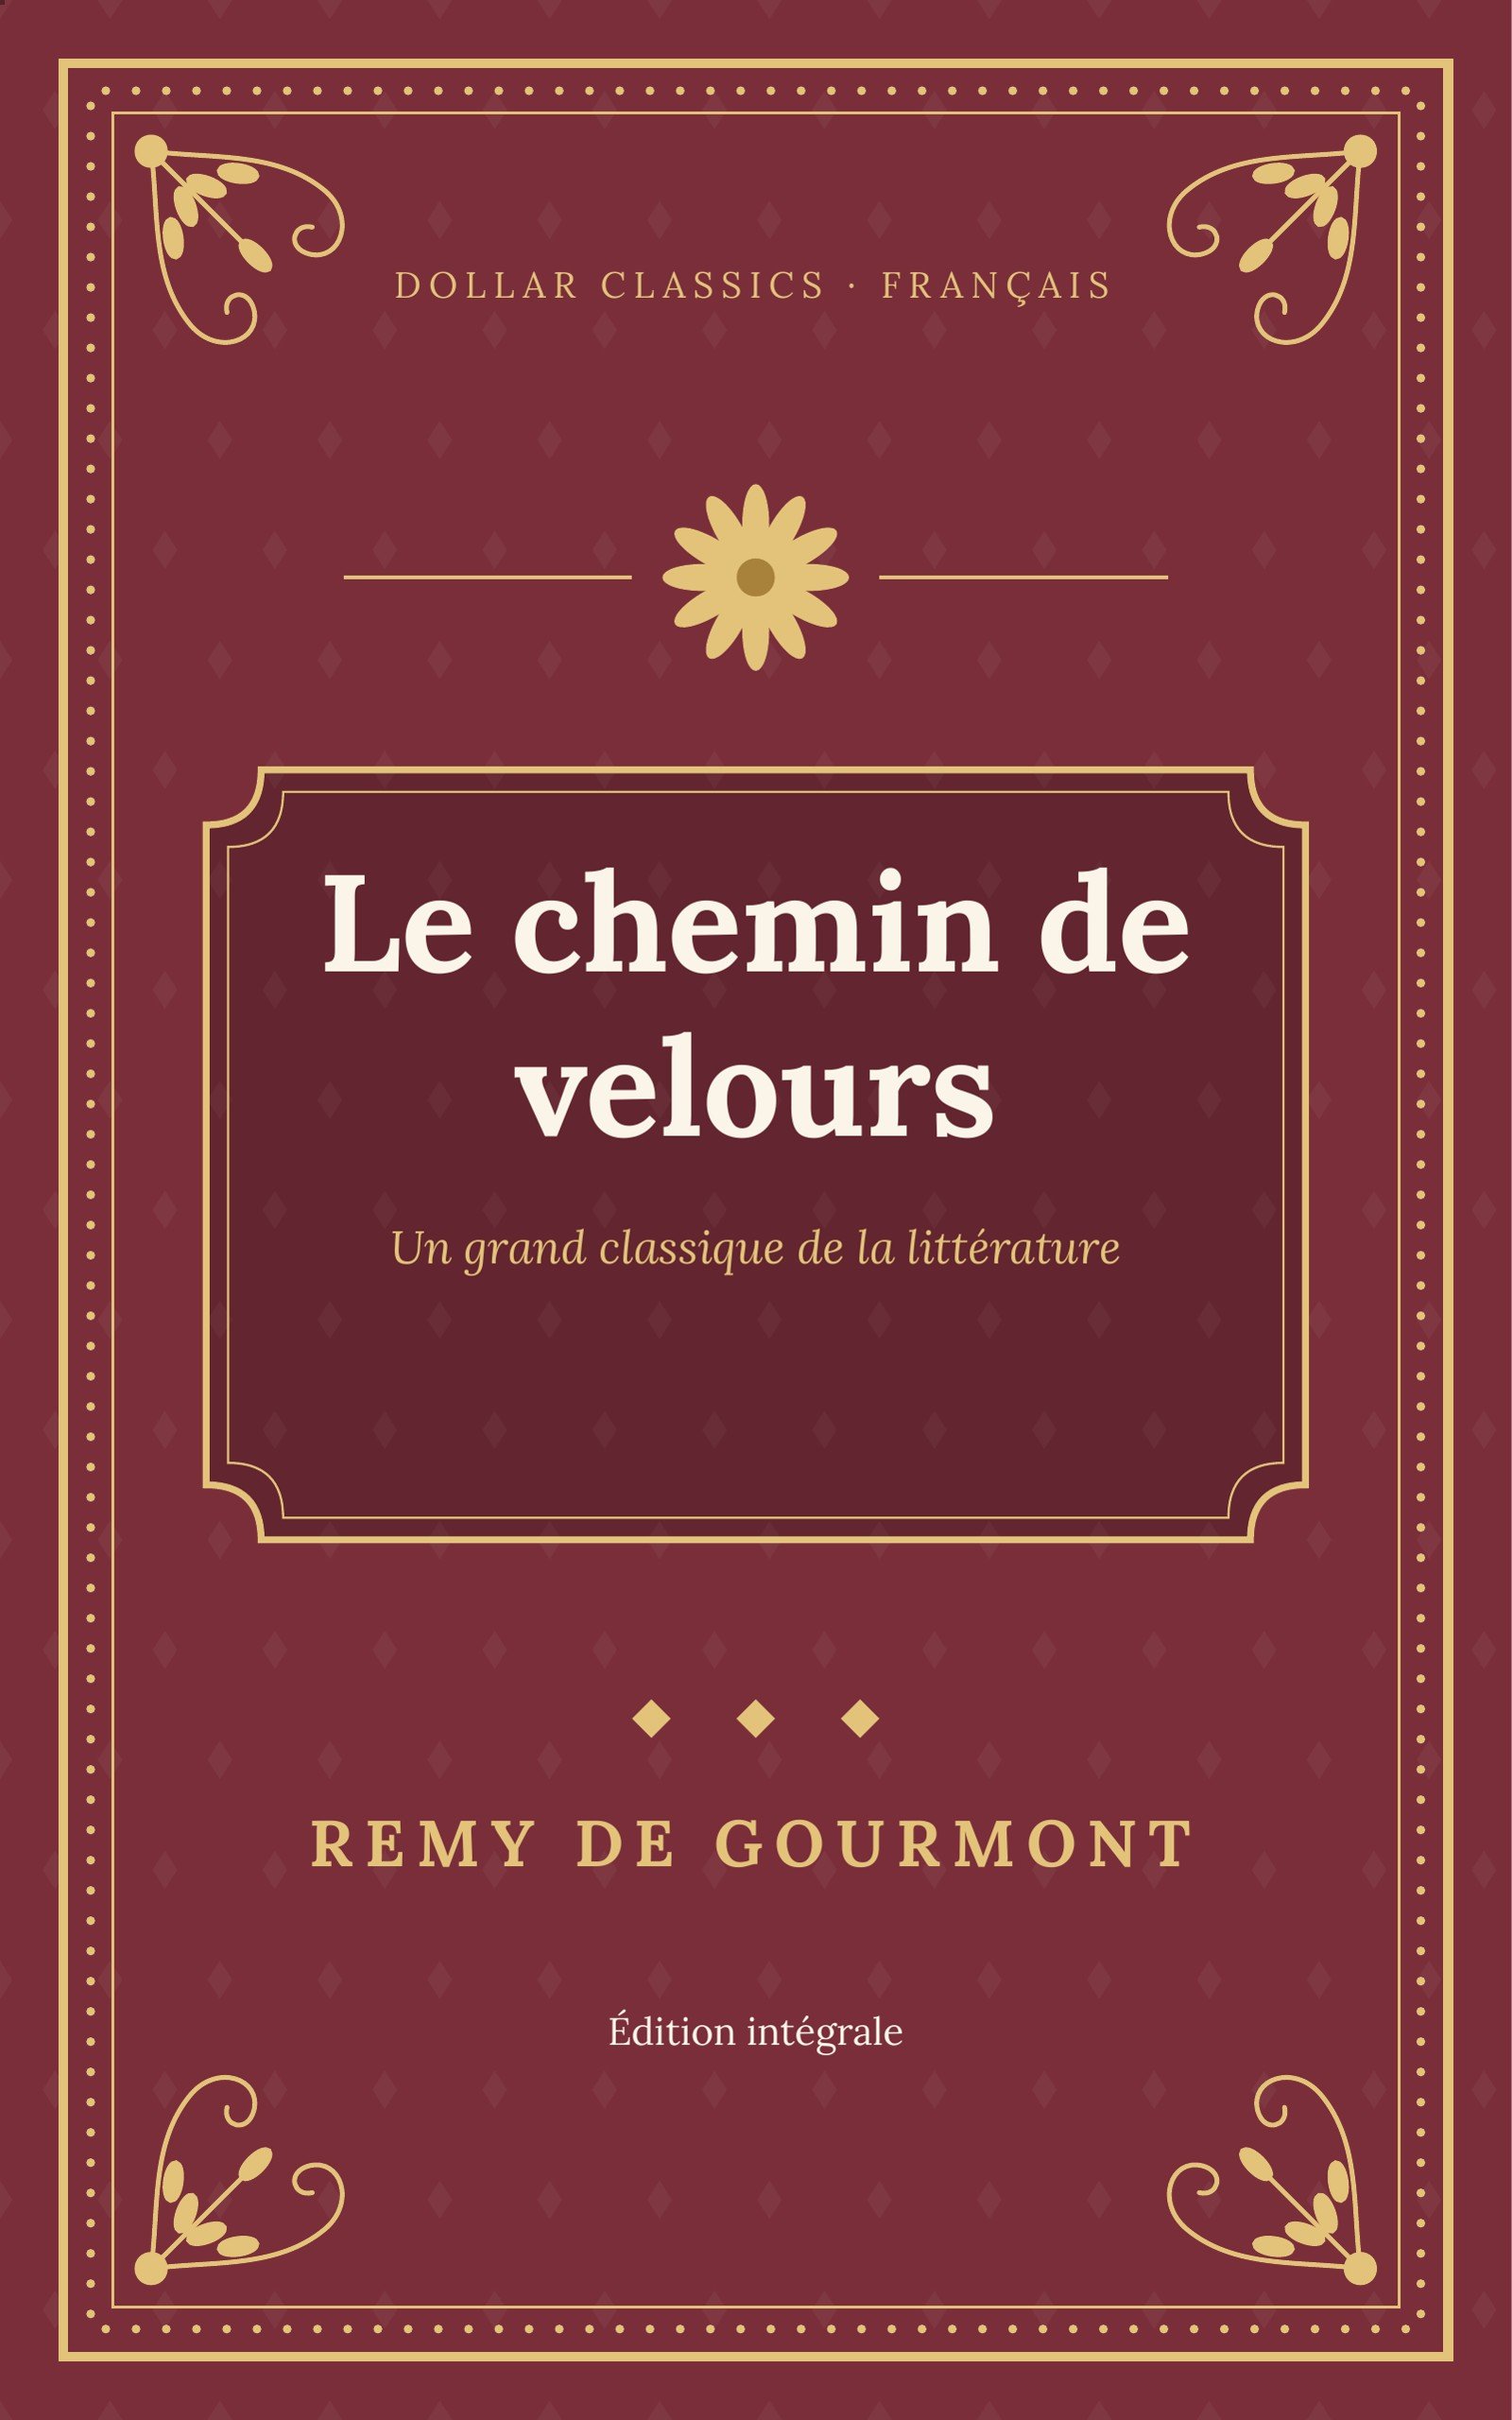 DOLLAR CLASSICS · FRANÇAIS
Le chemin de
velours
Un grand classique de la littérature
REMY DE GOURMONT
Édition intégrale